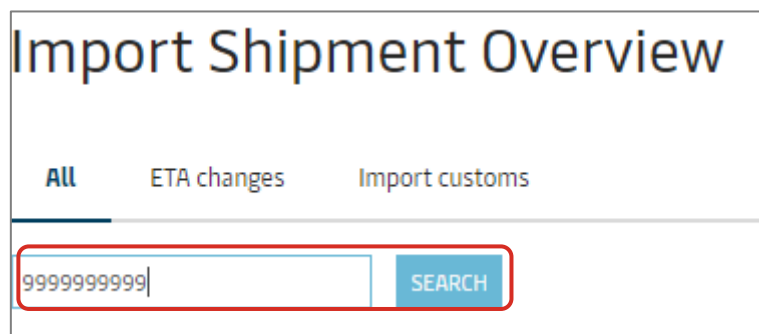 Import Shipment Overview
All ETA changes Import customs
9999999999 SEARCH